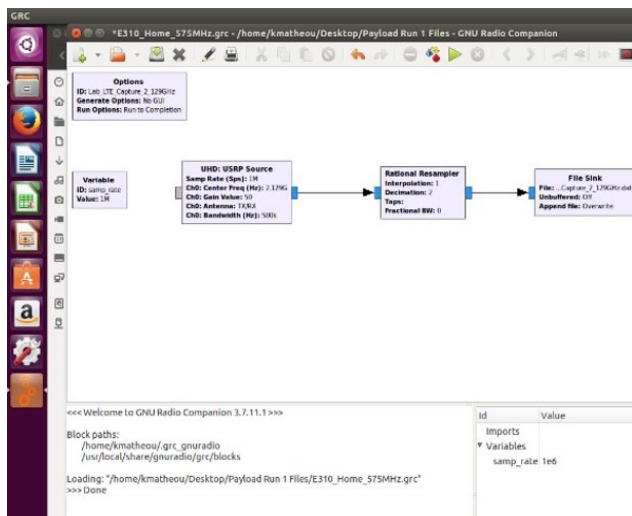 GRC
*E310_Home_575MHz.grc - /home/kmatheou/Desktop/Payload Run 1 Files - GNU Radio Companion
Options
ID: Lab_LTE_Capture_2_129GHz
Generate Options: No GUI
Run Options: Run to Completion
Variable
ID: samp_rate
Value: 1M
UHD: USRP Source
Samp Rate (Sps): 1M
Ch0: Center Freq (Hz): 2.129G
Ch0: Gain Value: 50
Ch0: Antenna: TX/RX
Ch0: Bandwidth (Hz): 500k
Rational Resampler
Interpolation: 1
Decimation: 2
Taps:
Fractional BW: 0
File Sink
File: ...Capture_2_129GHz.dat
Unbuffered: Off
Append file: Overwrite
<<< Welcome to GNU Radio Companion 3.7.11.1 >>>
Block paths:
/home/kmatheou/.grc_gnuradio
/usr/local/share/gnuradio/grc/blocks
Loading: "/home/kmatheou/Desktop/Payload Run 1 Files/E310_Home_575MHz.grc"
>>> Done
Id Value
Imports
Variables
samp_rate 1e6